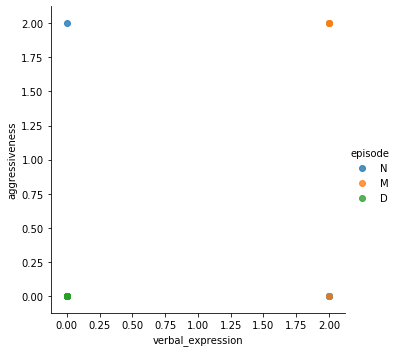 2.00
1.75
1.50
1.25
1.00
0.75
0.50
0.25
0.00
aggressiveness
0.00 0.25 0.50 0.75 1.00 1.25 1.50 1.75 2.00
verbal_expression
episode
N
M
D